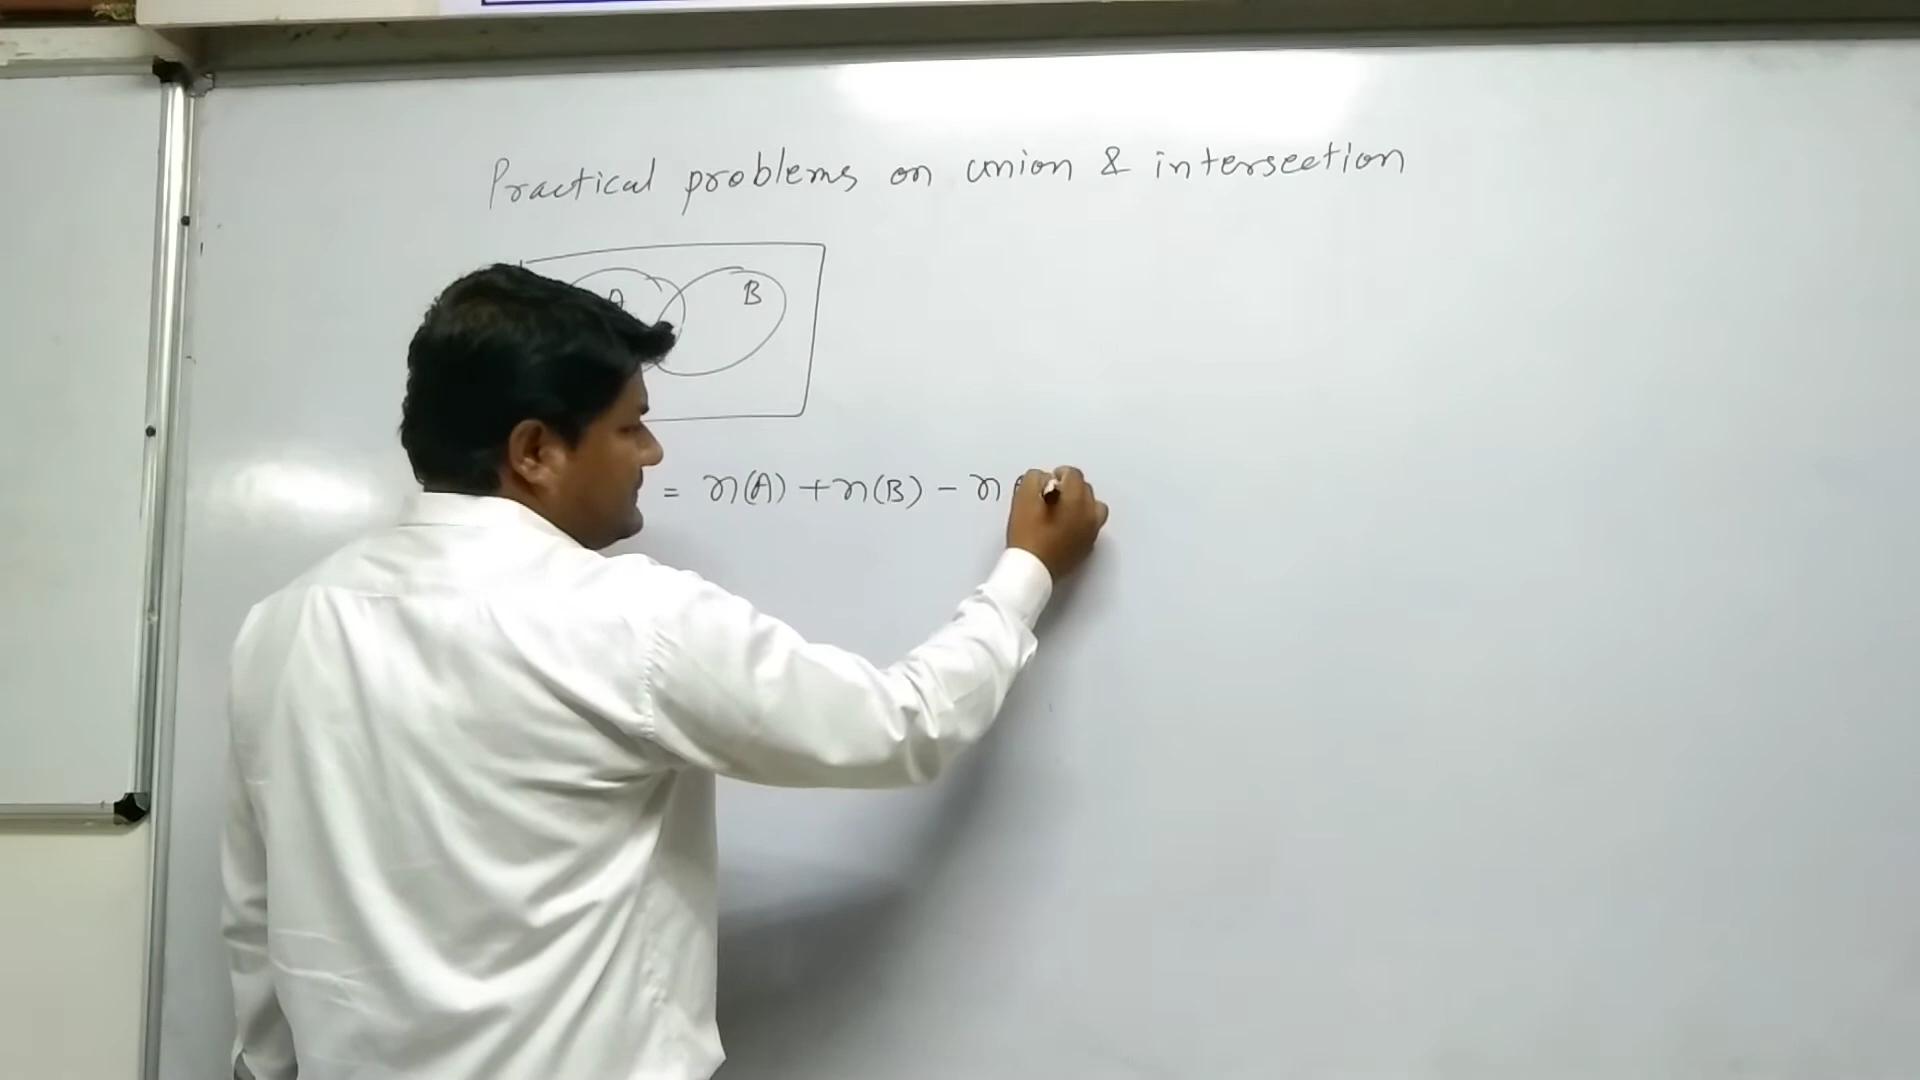 Practical problems on union & intersection
A B
= n(A) + n(B) - n